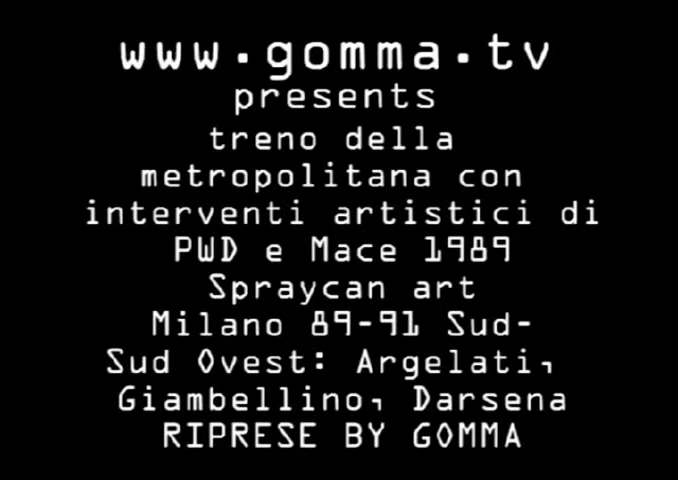 www.gomma.tv
presents
treno della
metropolitana con
interventi artistici di
PWD e Mace 1989
Spraycan art
Milano 89-91 Sud-
Sud Ovest: Argelati,
Giambellino, Darsena
RIPRESE BY GOMMA